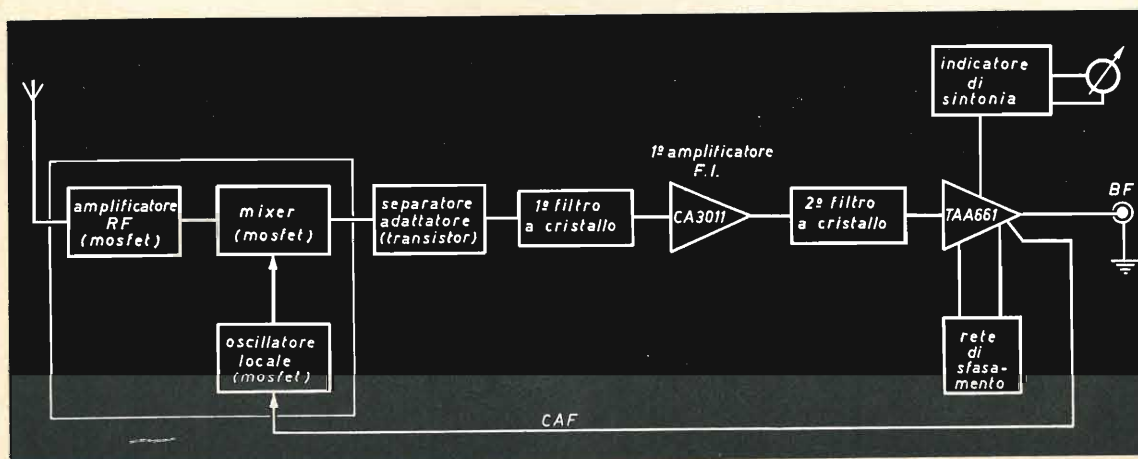 amplificatore
RF
(mosfet)
mixer
(mosfet)
oscillatore
locale
(mosfet)
separatore
adattatore
(transistor)
1º filtro
a cristallo
1º amplificatore
F.I.
CA3011
2º filtro
a cristallo
TAA661
indicatore
di
sintonia
BF
rete
di
sfasa-
mento
CAF